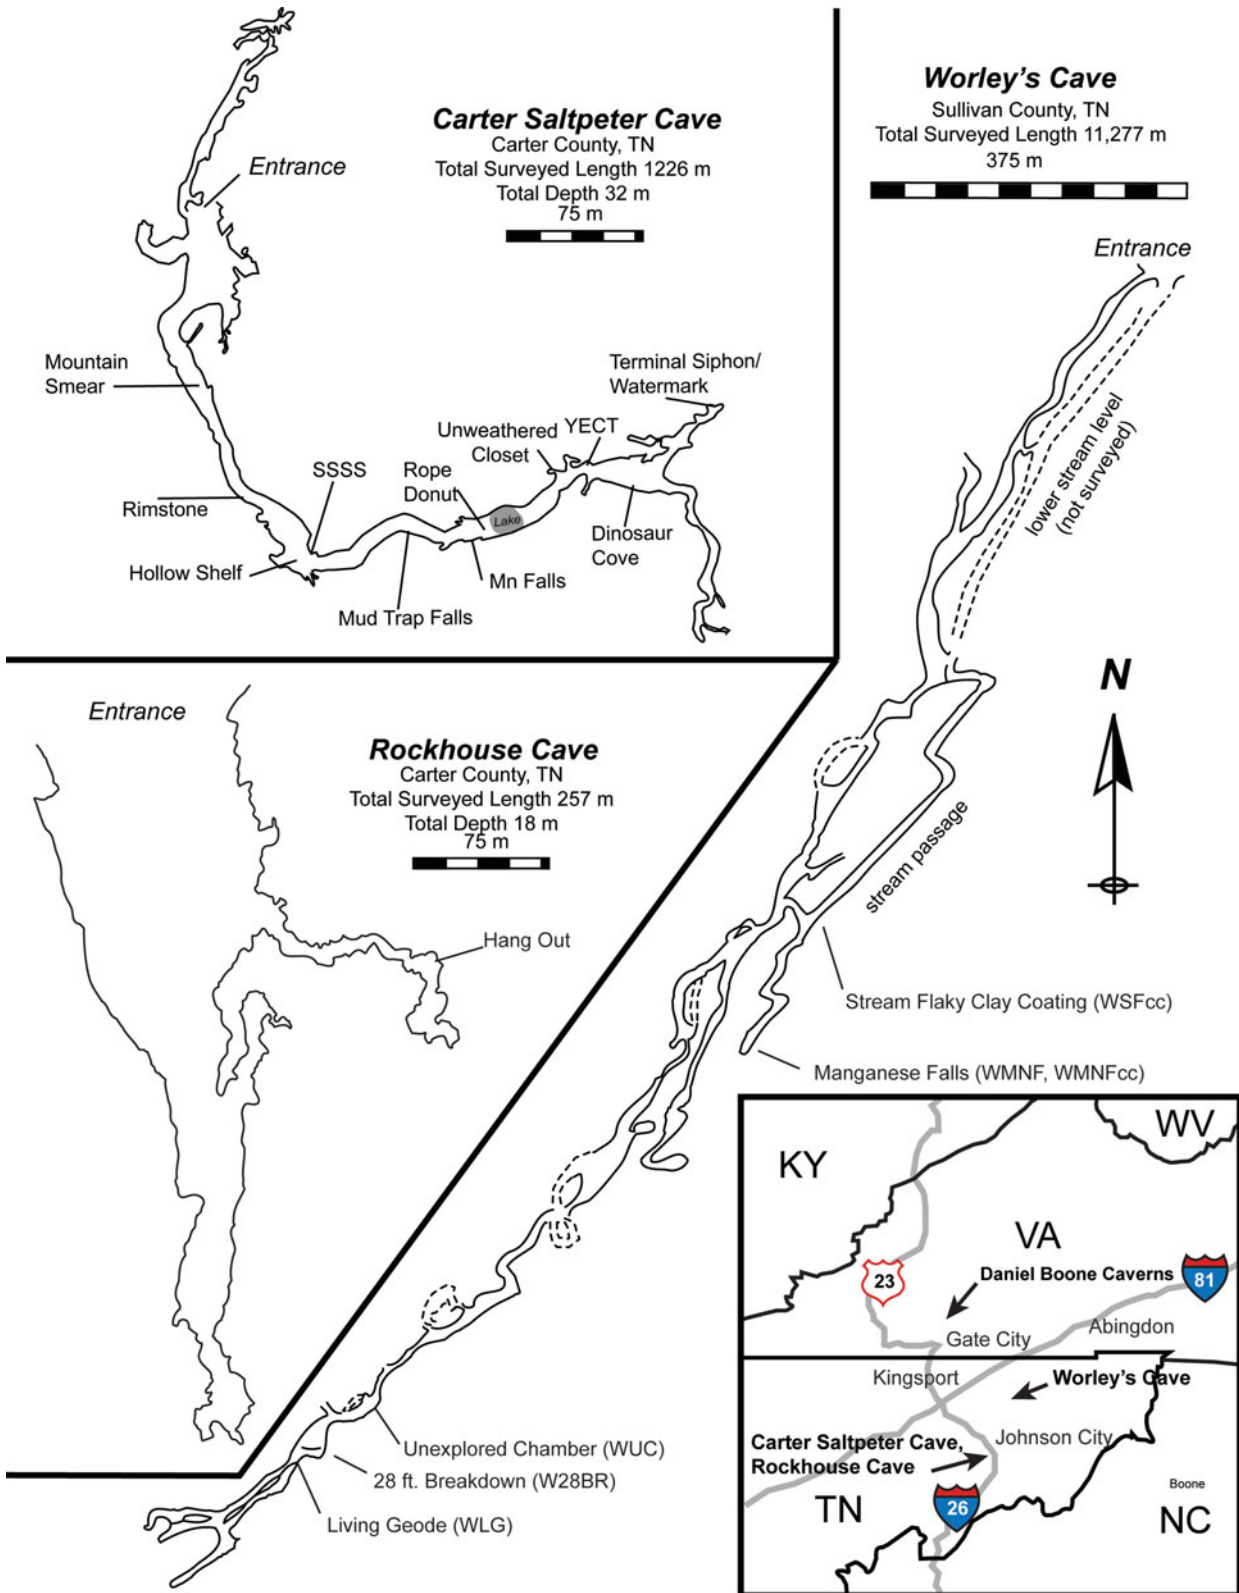 Carter Saltpeter Cave
Carter County, TN
Total Surveyed Length 1226 m
Total Depth 32 m
75 m
Entrance
Mountain
Smear
Rimstone
Hollow Shelf
SSSS
Mud Trap Falls
Rope
Donut
Lake
Mn Falls
Unweathered
Closet
YECT
Terminal Siphon/
Watermark
Dinosaur
Cove
Worley's Cave
Sullivan County, TN
Total Surveyed Length 11,277 m
375 m
Entrance
lower stream level
(not surveyed)
N
stream passage
Stream Flaky Clay Coating (WSFcc)
Manganese Falls (WMNF, WMNFcc)
Unexplored Chamber (WUC)
28 ft. Breakdown (W28BR)
Living Geode (WLG)
Rockhouse Cave
Carter County, TN
Total Surveyed Length 257 m
Total Depth 18 m
75 m
Entrance
Hang Out
WV
KY
VA
23
Daniel Boone Caverns
81
Gate City
Abingdon
Kingsport
Worley's Cave
Carter Saltpeter Cave,
Rockhouse Cave
Johnson City
TN
26
Boone
NC